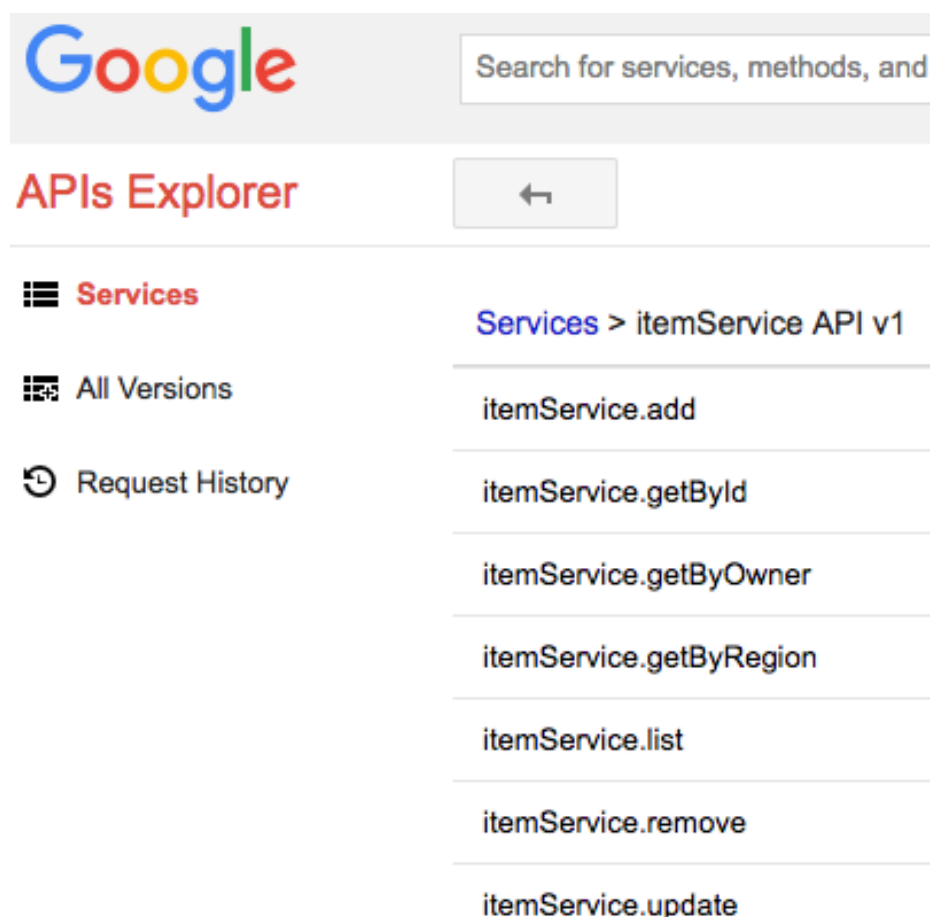 Google
Search for services, methods, and
APIs Explorer
Services
All Versions
Request History
Services > itemService API v1
itemService.add
itemService.getById
itemService.getByOwner
itemService.getByRegion
itemService.list
itemService.remove
itemService.update